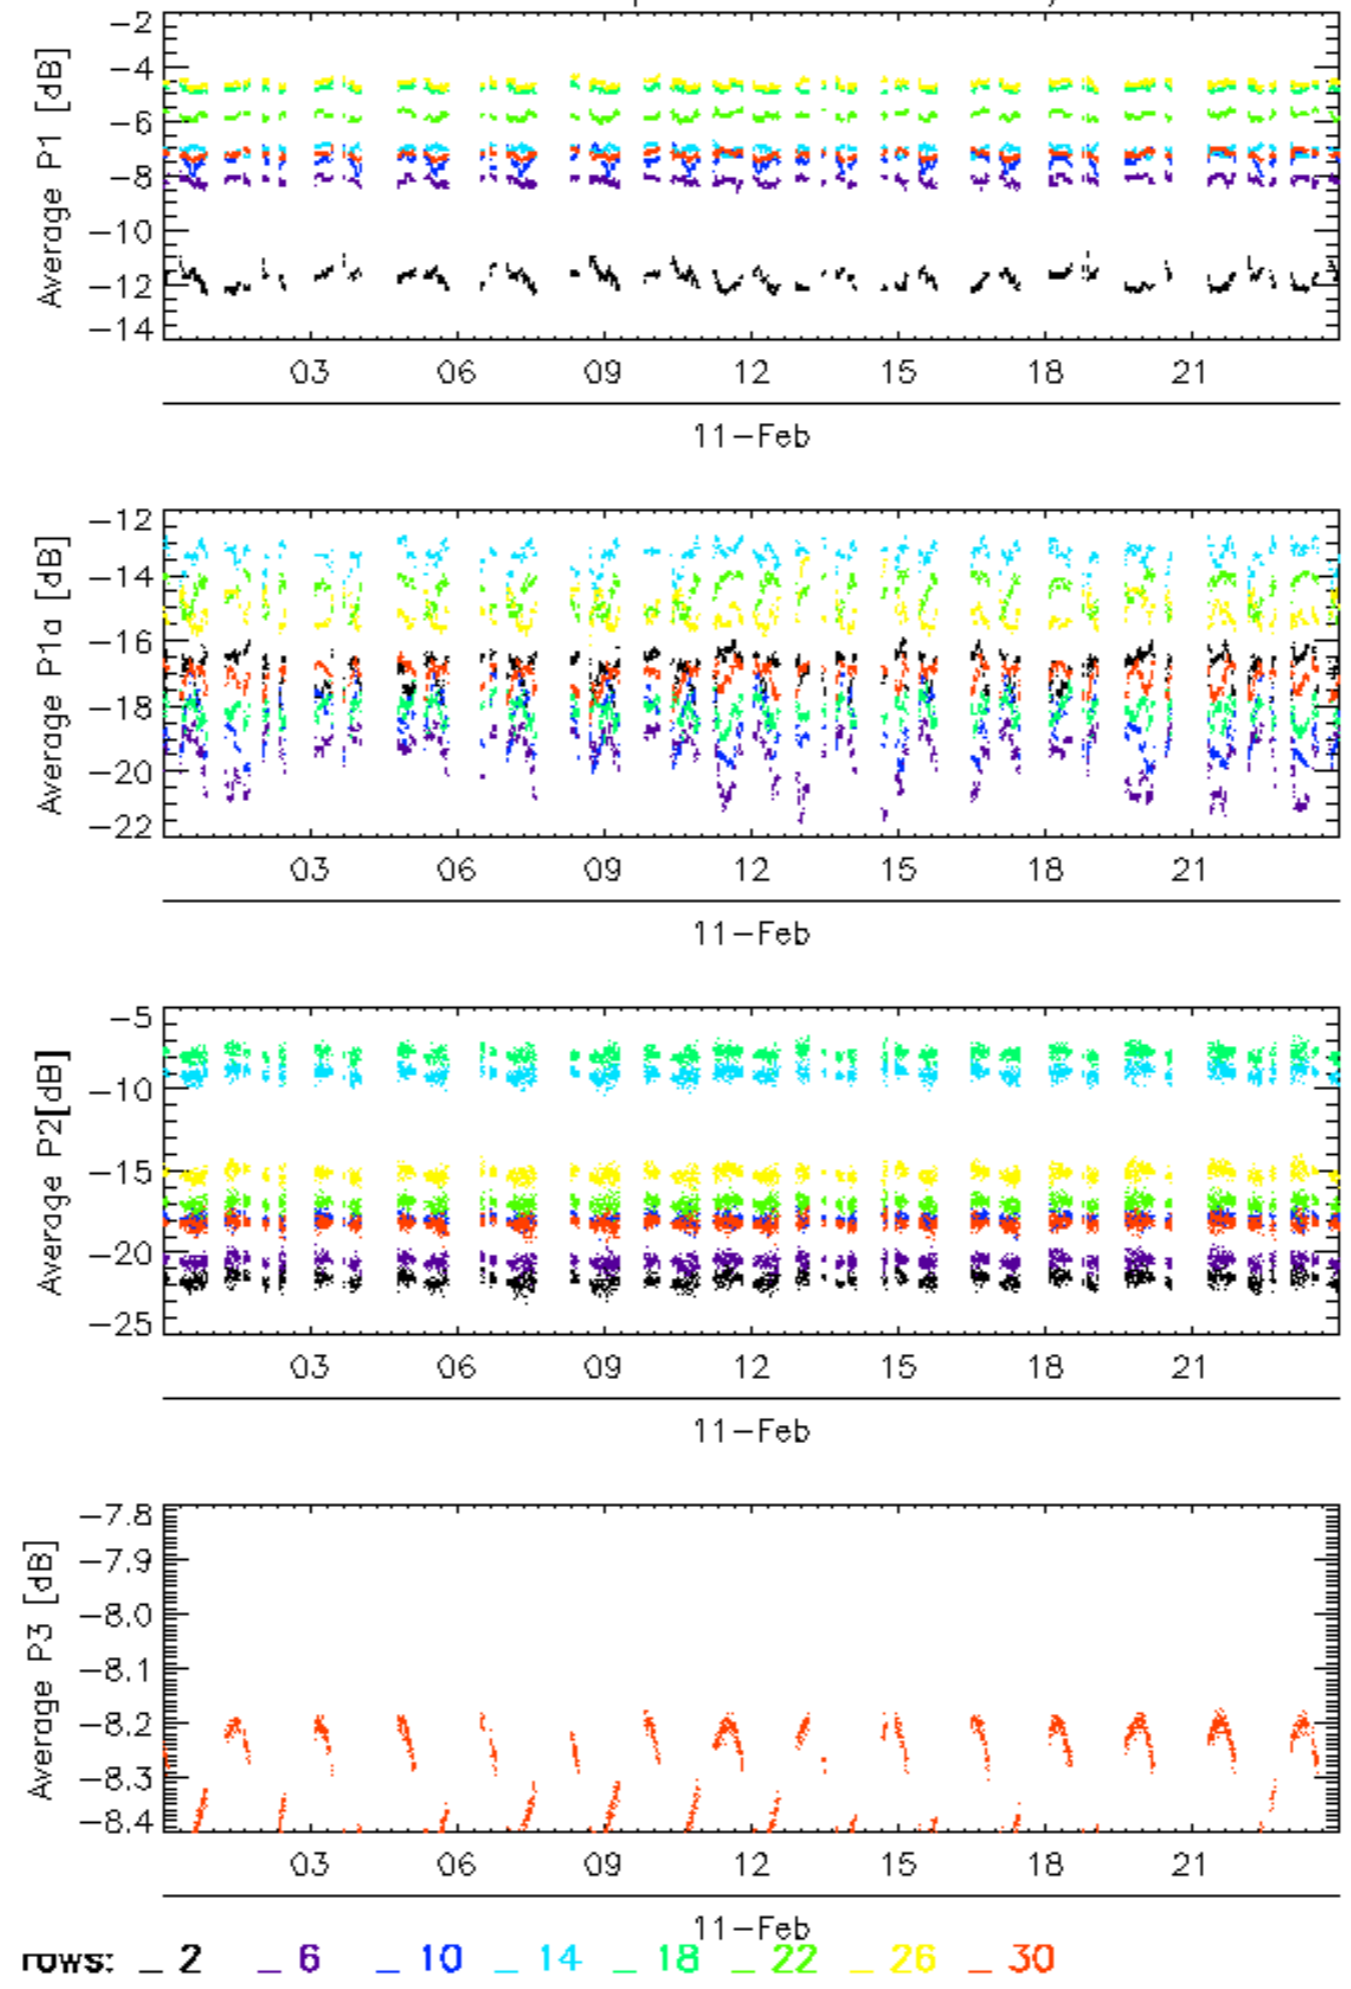 Average P1 [dB]
-2
-4
-6
-8
-10
-12
-14
03 06 09 12 15 18 21
11-Feb
Average P1a [dB]
-12
-14
-16
-18
-20
-22
03 06 09 12 15 18 21
11-Feb
Average P2[dB]
-5
-10
-15
-20
-25
03 06 09 12 15 18 21
11-Feb
Average P3 [dB]
-7.8
-7.9
-8.0
-8.1
-8.2
-8.3
-8.4
03 06 09 12 15 18 21
11-Feb
rows: _ 2 _ 6 _ 10 _ 14 _ 18 _ 22 _ 26 _ 30